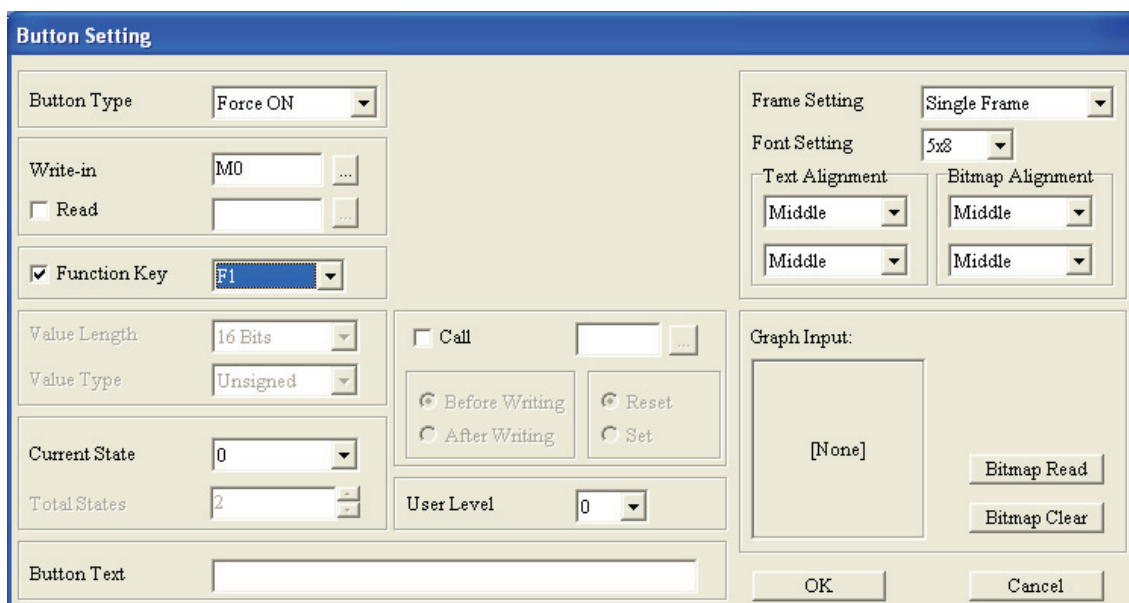 Button Setting
Button Type Force ON
Write-in M0 ...
Read ...
Function Key F1
Value Length 16 Bits
Value Type Unsigned
Current State 0
Total States 2
Button Text
Call ...
Before Writing Reset
After Writing Set
User Level 0
Frame Setting Single Frame
Font Setting 5x8
Text Alignment Bitmap Alignment
Middle Middle
Middle Middle
Graph Input:
[None]
Bitmap Read
Bitmap Clear
OK Cancel